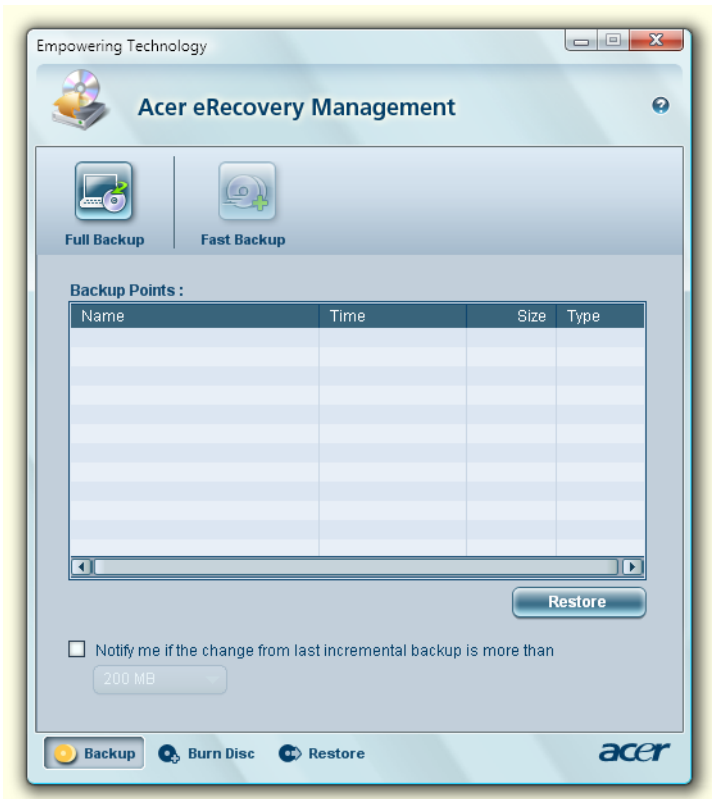 Empowering Technology
Acer eRecovery Management
Full Backup
Fast Backup
Backup Points :
Name Time Size Type
Restore
Notify me if the change from last incremental backup is more than
200 MB
Backup Burn Disc Restore acer